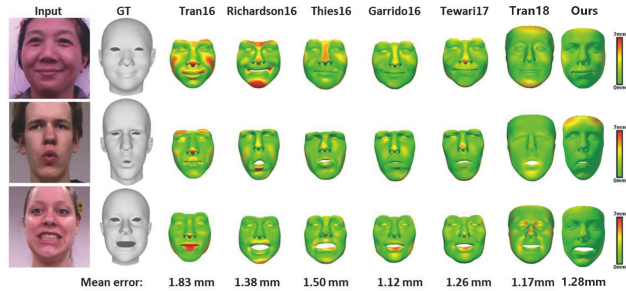 Input GT Tran16 Richardson16 Thies16 Garrido16 Tewari17 Tran18 Ours
7mm
0mm
7mm
0mm
7mm
0mm
Mean error: 1.83 mm 1.38 mm 1.50 mm 1.12 mm 1.26 mm 1.17mm 1.28mm